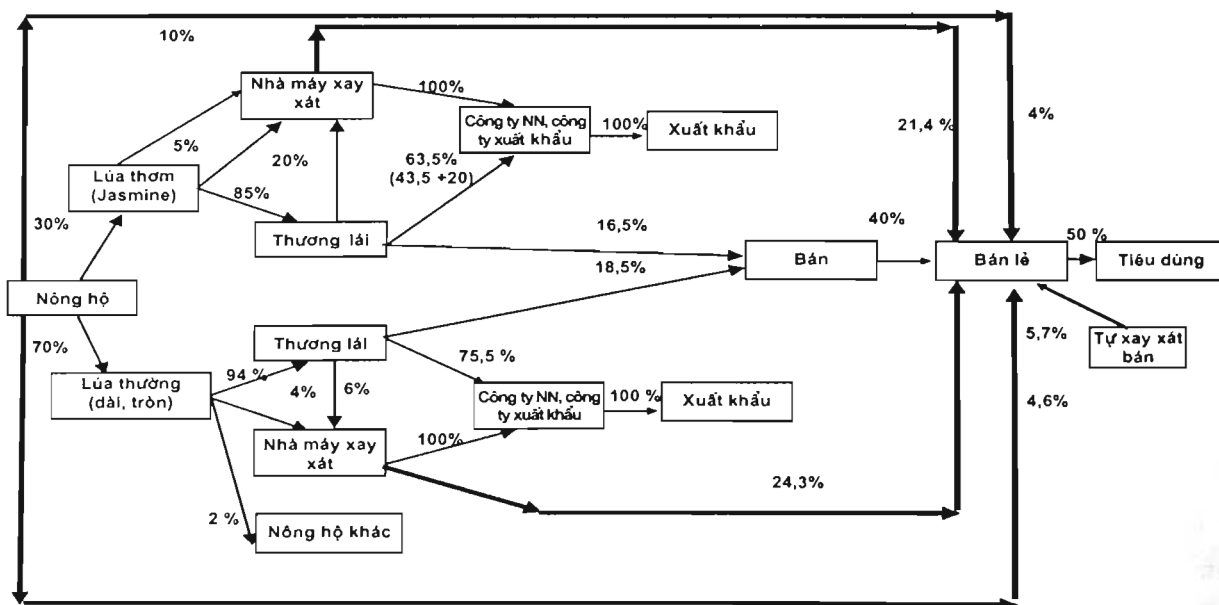 10%
Nhà máy xay
xát
100%
Công ty NN, công
ty xuất khẩu
100%
Xuất khẩu
21,4 %
4%
5%
20%
63,5%
(43,5 +20)
Lúa thơm
(Jasmine)
85%
30%
Thương lái
16,5%
40%
18,5%
Bán
Bán lẻ
50 %
Tiêu dùng
Nông hộ
70%
Thương lái
75,5 %
5,7%
Tự xay xát
bán
94 %
4%
6%
Lúa thường
(dài, tròn)
Công ty NN, công
ty xuất khẩu
100 %
Xuất khẩu
4,6%
Nhà máy xay
xát
100%
24,3%
2 %
Nông hộ khác